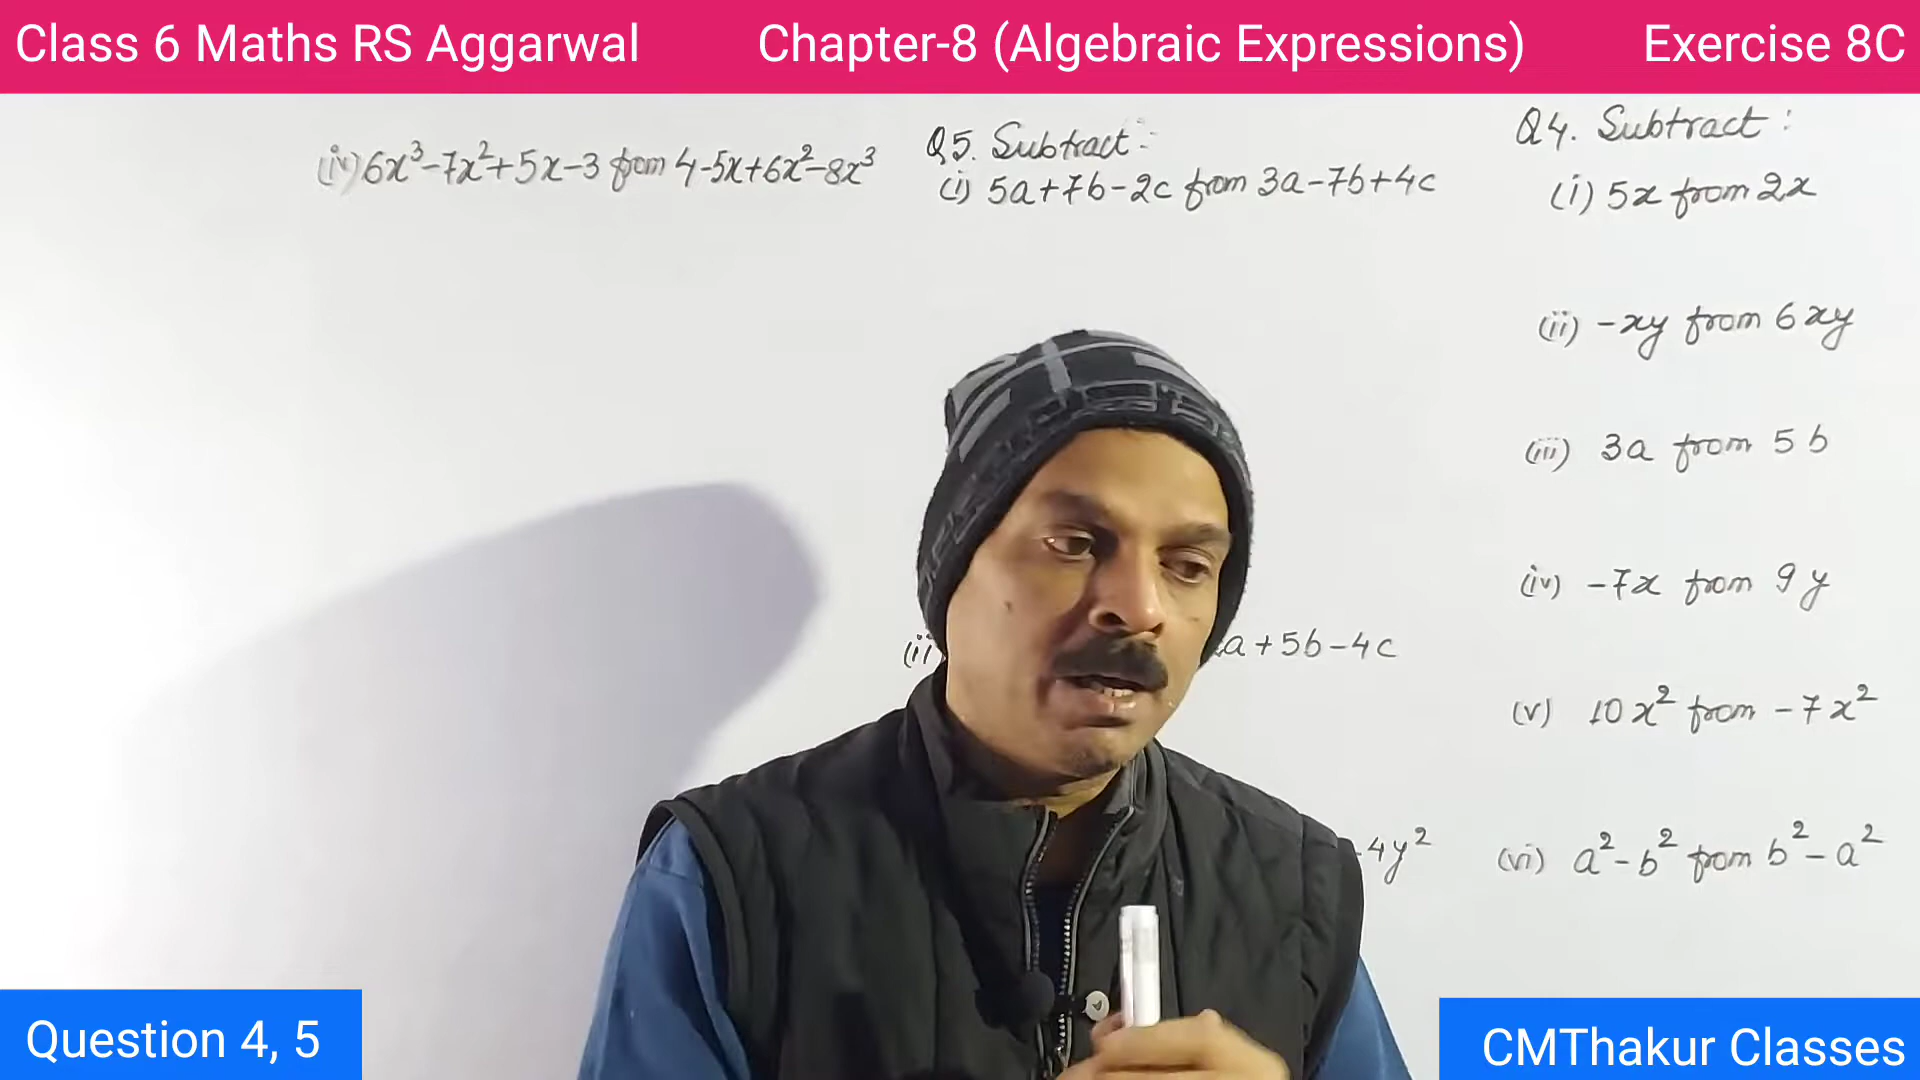 Class 6 Maths RS Aggarwal Chapter-8 (Algebraic Expressions) Exercise 8C
Q4. Subtract:
(i) 5x from 2x
(ii) -xy from 6xy
(iii) 3a from 5b
(iv) -7x from 9y
(v) 10x² from -7x²
(vi) a²-b² from b²-a²
Q5. Subtract:-
(i) 5a+7b-2c from 3a-7b+4c
(ii) a+5b-4c
-4y²
(iv) 6x³-7x²+5x-3 from 4-5x+6x²-8x³
Question 4, 5
CMThakur Classes